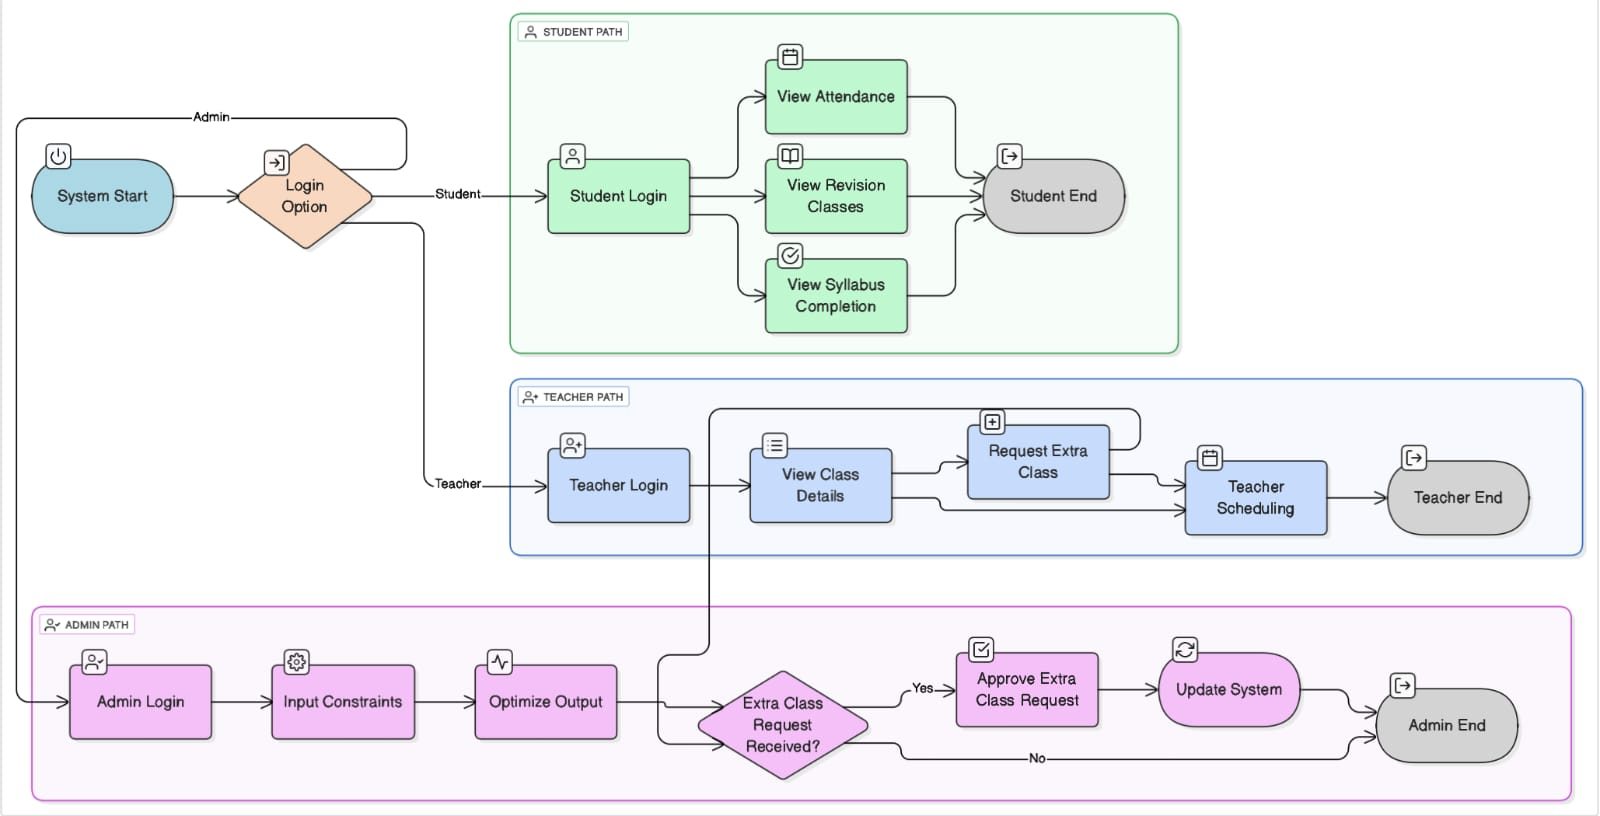 STUDENT PATH
View Attendance
Admin
System Start
Login
Option
Student
Student Login
View Revision
Classes
Student End
View Syllabus
Completion
TEACHER PATH
Teacher
Teacher Login
View Class
Details
Request Extra
Class
Teacher
Scheduling
Teacher End
ADMIN PATH
Admin Login
Input Constraints
Optimize Output
Extra Class
Request
Received?
Yes
Approve Extra
Class Request
Update System
No
Admin End